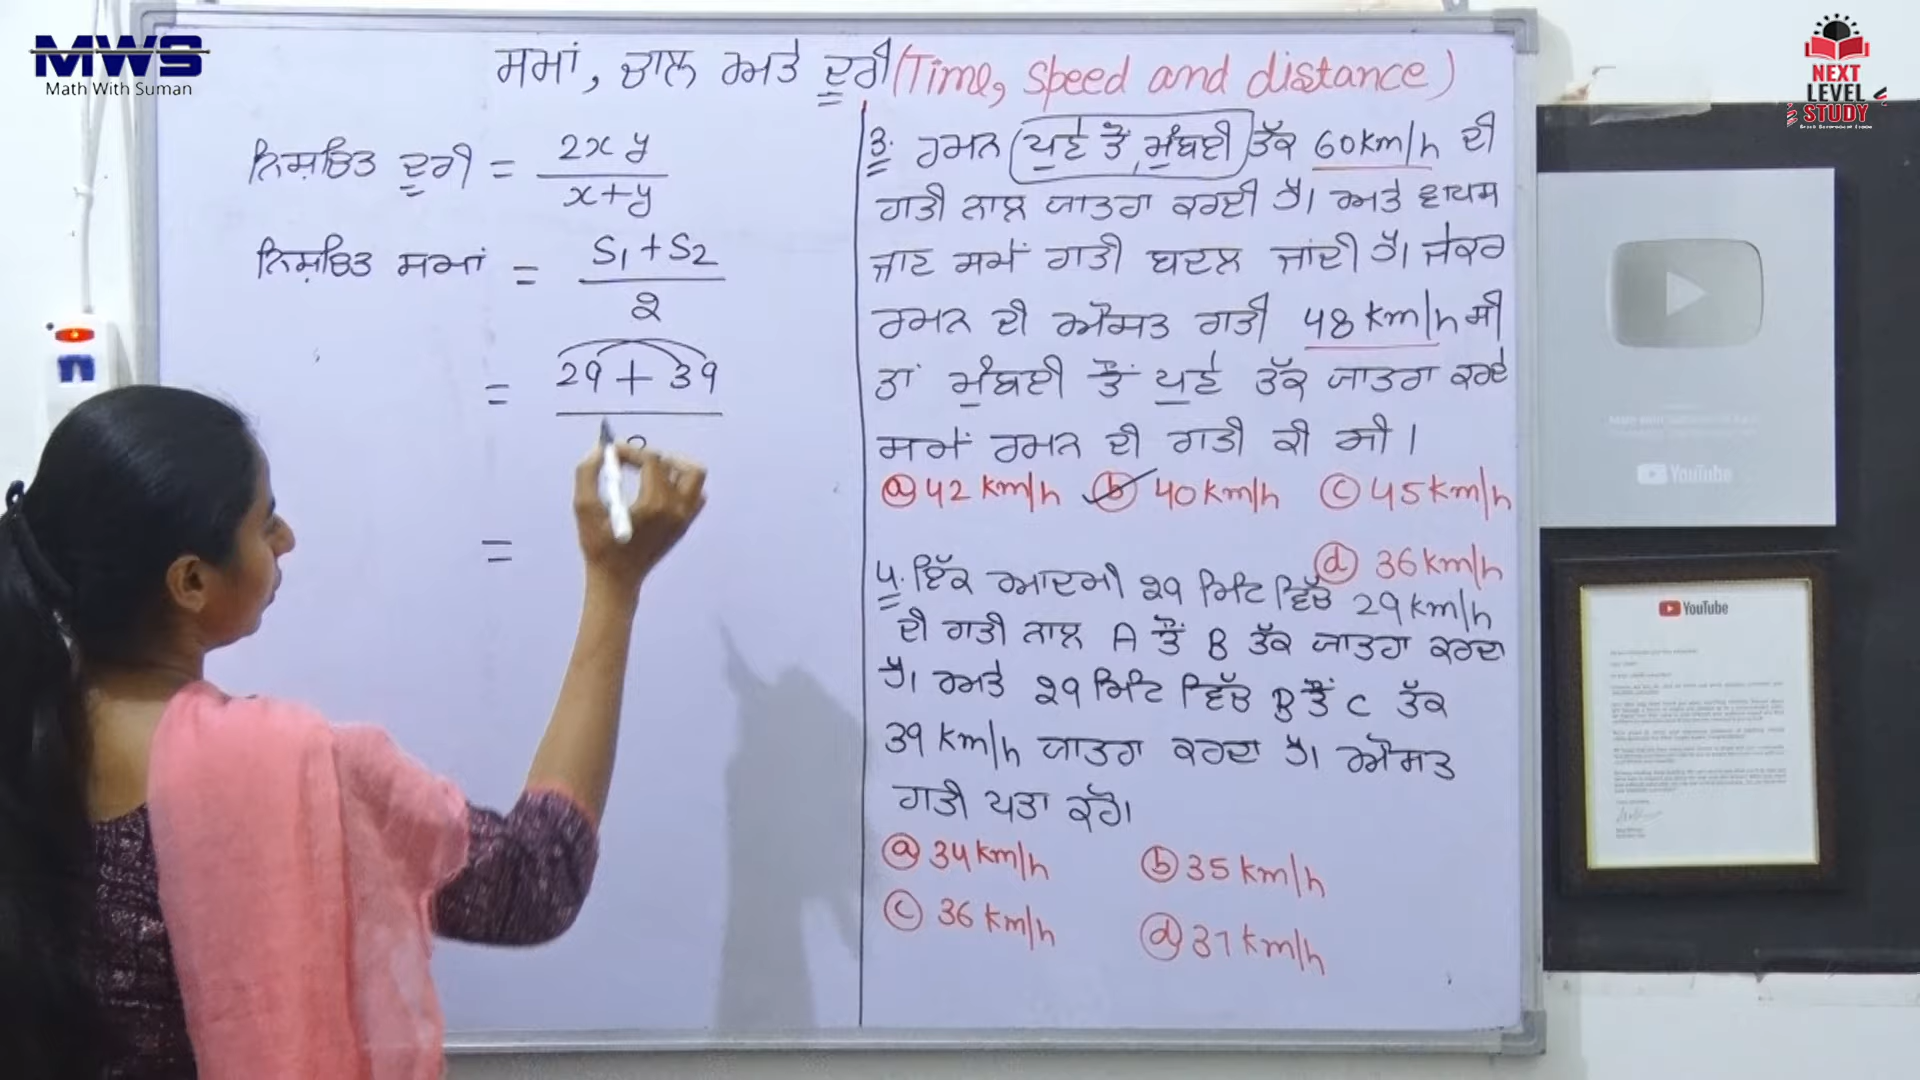 MWS
Math With Suman
NEXT
LEVEL
STUDY
ਸਮਾਂ, ਚਾਲ ਅਤੇ ਦੂਰੀ (Time, speed and distance)
ਨਿਸ਼ਚਿਤ ਦੂਰੀ = 2xy / x+y
ਨਿਸ਼ਚਿਤ ਸਮਾਂ = S1 + S2 / 2
= 29 + 39
=
3. ਰਮਨ ਪੁਣੇ ਤੋਂ ਮੁੰਬਈ ਤੱਕ 60km/h ਦੀ
ਗਤੀ ਨਾਲ ਯਾਤਰਾ ਕਰਦੀ ਹੈ। ਅਤੇ ਵਾਪਸ
ਜਾਣ ਸਮੇਂ ਗਤੀ ਬਦਲ ਜਾਂਦੀ ਹੈ। ਜੇਕਰ
ਰਮਨ ਦੀ ਔਸਤ ਗਤੀ 48 km/h ਸੀ
ਤਾਂ ਮੁੰਬਈ ਤੋਂ ਪੁਣੇ ਤੱਕ ਯਾਤਰਾ ਕਰਦੇ
ਸਮੇਂ ਰਮਨ ਦੀ ਗਤੀ ਕੀ ਸੀ।
(a) 42 km/h (b) 40 km/h (c) 45 km/h
(d) 36 km/h
4. ਇੱਕ ਆਦਮੀ 29 ਮਿੰਟ ਵਿੱਚ 29 km/h
ਦੀ ਗਤੀ ਨਾਲ A ਤੋਂ B ਤੱਕ ਯਾਤਰਾ ਕਰਦਾ
ਹੈ। ਅਤੇ 29 ਮਿੰਟ ਵਿੱਚ B ਤੋਂ C ਤੱਕ
39 km/h ਯਾਤਰਾ ਕਰਦਾ ਹੈ। ਔਸਤ
ਗਤੀ ਪਤਾ ਕਰੋ।
(a) 34 km/h (b) 35 km/h
(c) 36 km/h (d) 37 km/h
YouTube
YouTube